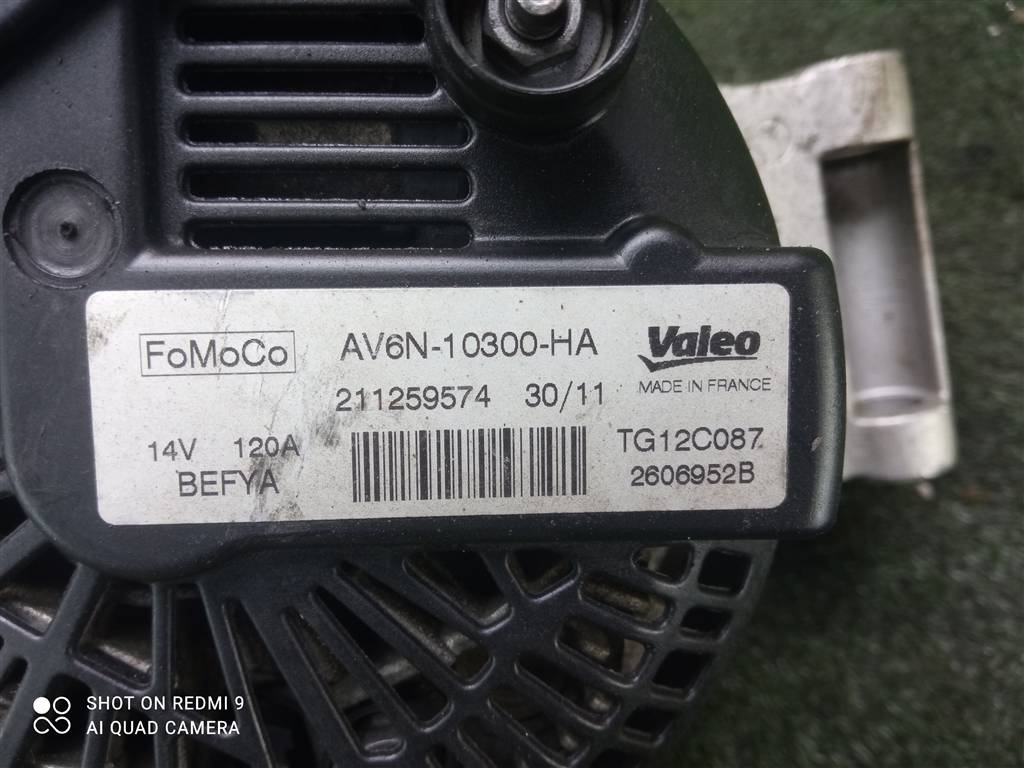 FoMoCo AV6N-10300-HA Valeo
MADE IN FRANCE
211259574 30/11
14V 120A TG12C087
BEFYA 2606952B
SHOT ON REDMI 9
AI QUAD CAMERA